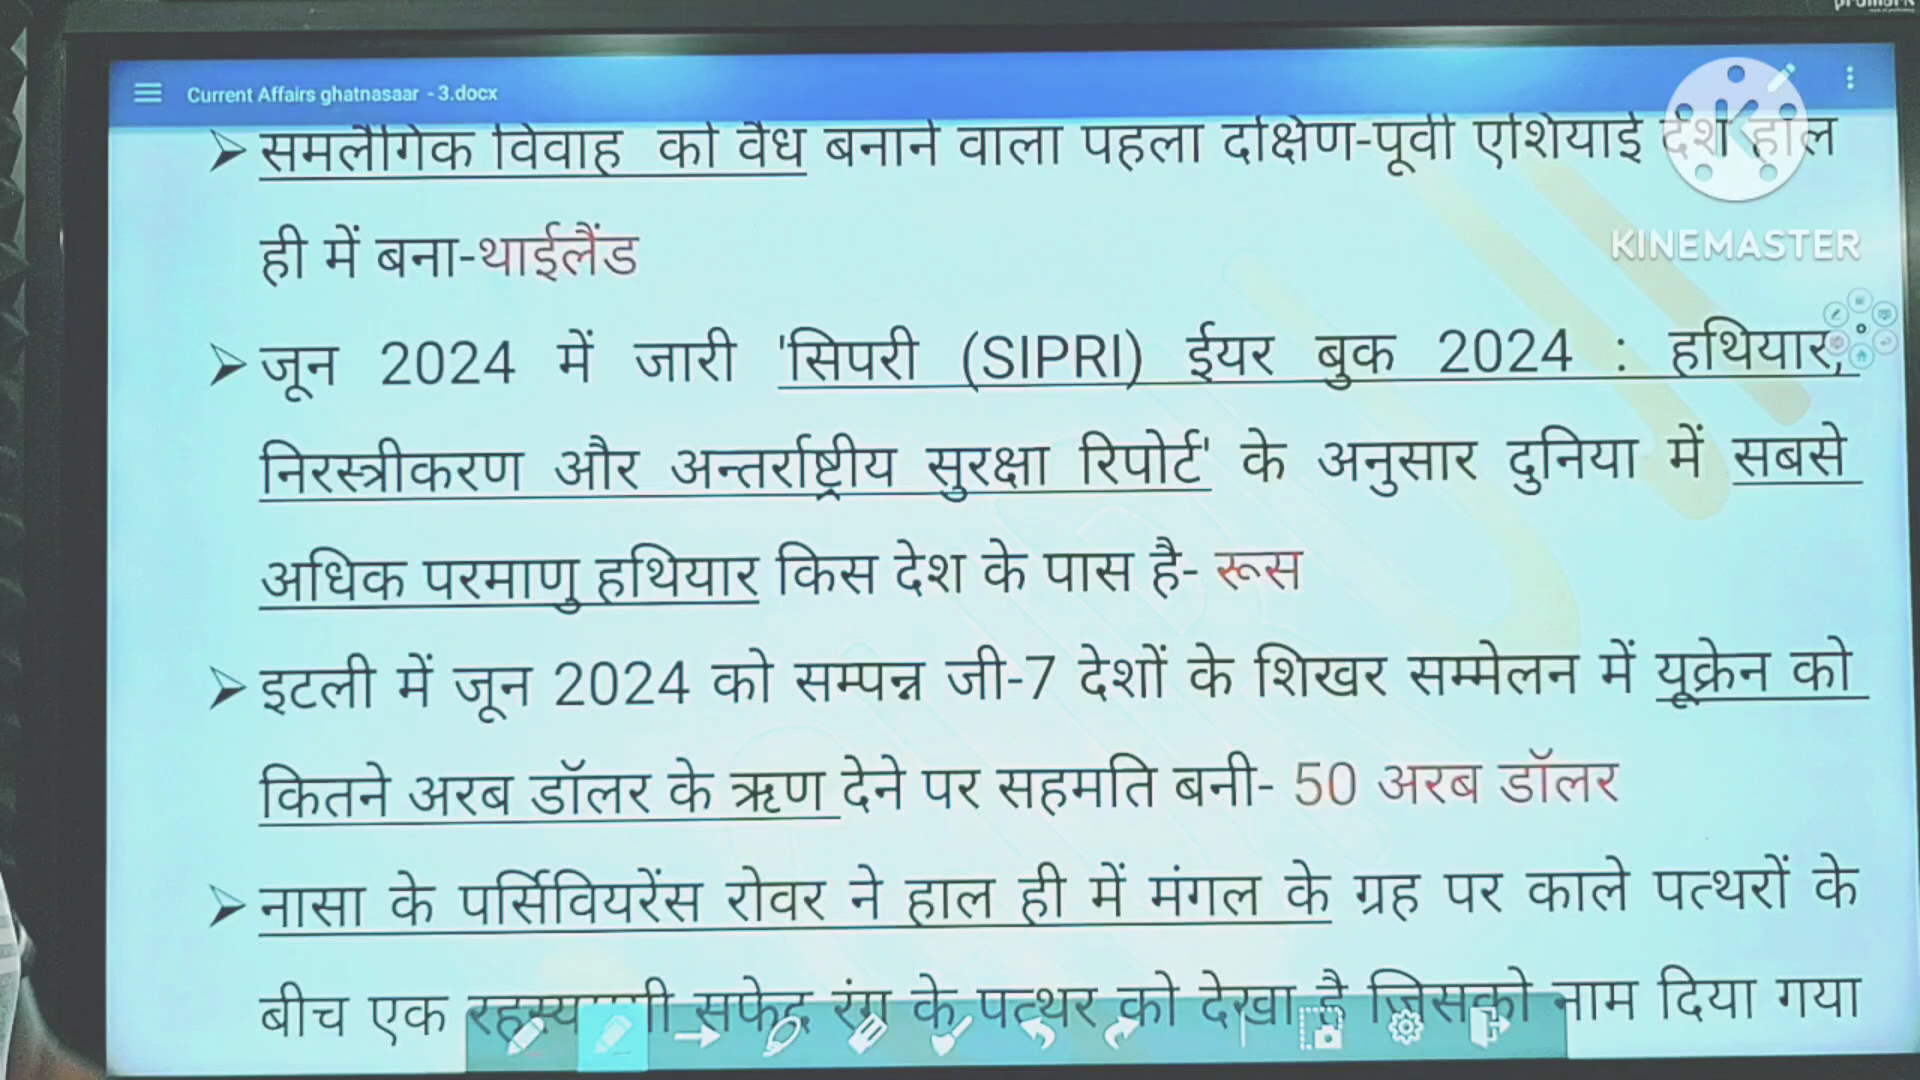 promark
Current Affairs ghatnasaar - 3.docx
समलैंगिक विवाह को वैध बनाने वाला पहला दक्षिण-पूर्वी एशियाई देश हाल
ही में बना-थाईलैंड
KINEMASTER
जून 2024 में जारी 'सिपरी (SIPRI) ईयर बुक 2024 : हथियार,
निरस्त्रीकरण और अन्तर्राष्ट्रीय सुरक्षा रिपोर्ट' के अनुसार दुनिया में सबसे
अधिक परमाणु हथियार किस देश के पास है- रूस
इटली में जून 2024 को सम्पन्न जी-7 देशों के शिखर सम्मेलन में यूक्रेन को
कितने अरब डॉलर के ऋण देने पर सहमति बनी- 50 अरब डॉलर
नासा के पर्सिवियरेंस रोवर ने हाल ही में मंगल के ग्रह पर काले पत्थरों के
बीच एक सफेद रंग के पत्थर को देखा है जिसको नाम दिया गया